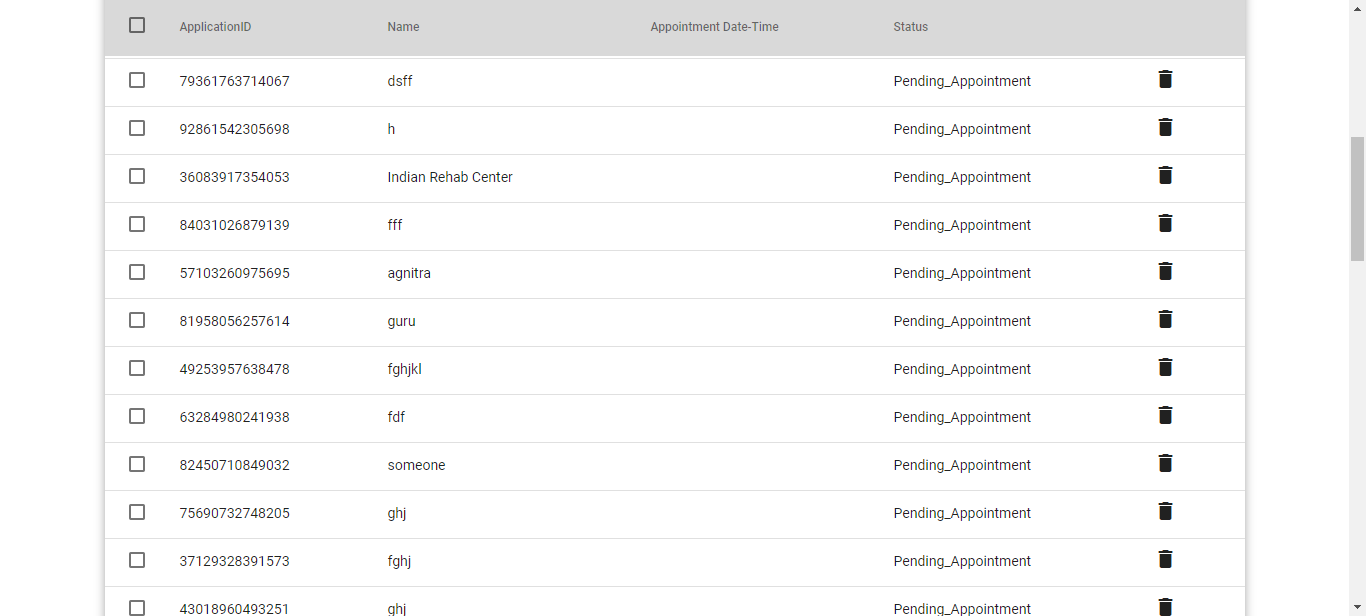 ApplicationID Name Appointment Date-Time Status
79361763714067 dsff Pending_Appointment
92861542305698 h Pending_Appointment
36083917354053 Indian Rehab Center Pending_Appointment
84031026879139 fff Pending_Appointment
57103260975695 agnitra Pending_Appointment
81958056257614 guru Pending_Appointment
49253957638478 fghjkl Pending_Appointment
63284980241938 fdf Pending_Appointment
82450710849032 someone Pending_Appointment
75690732748205 ghj Pending_Appointment
37129328391573 fghj Pending_Appointment
43018960493251 ghj Pending_Appointment